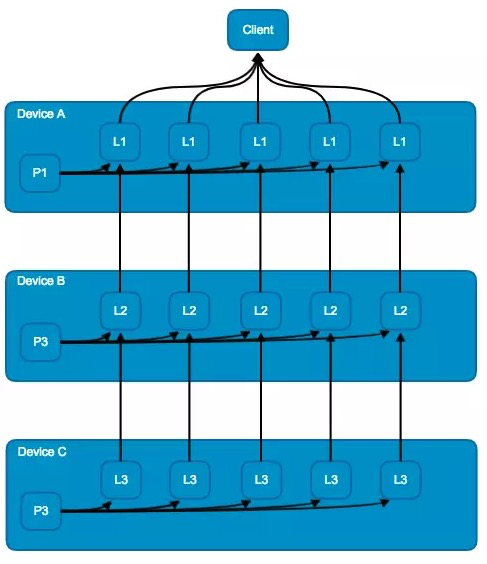 Client
Device A
L1 L1 L1 L1 L1
P1
Device B
L2 L2 L2 L2 L2
P3
Device C
L3 L3 L3 L3 L3
P3